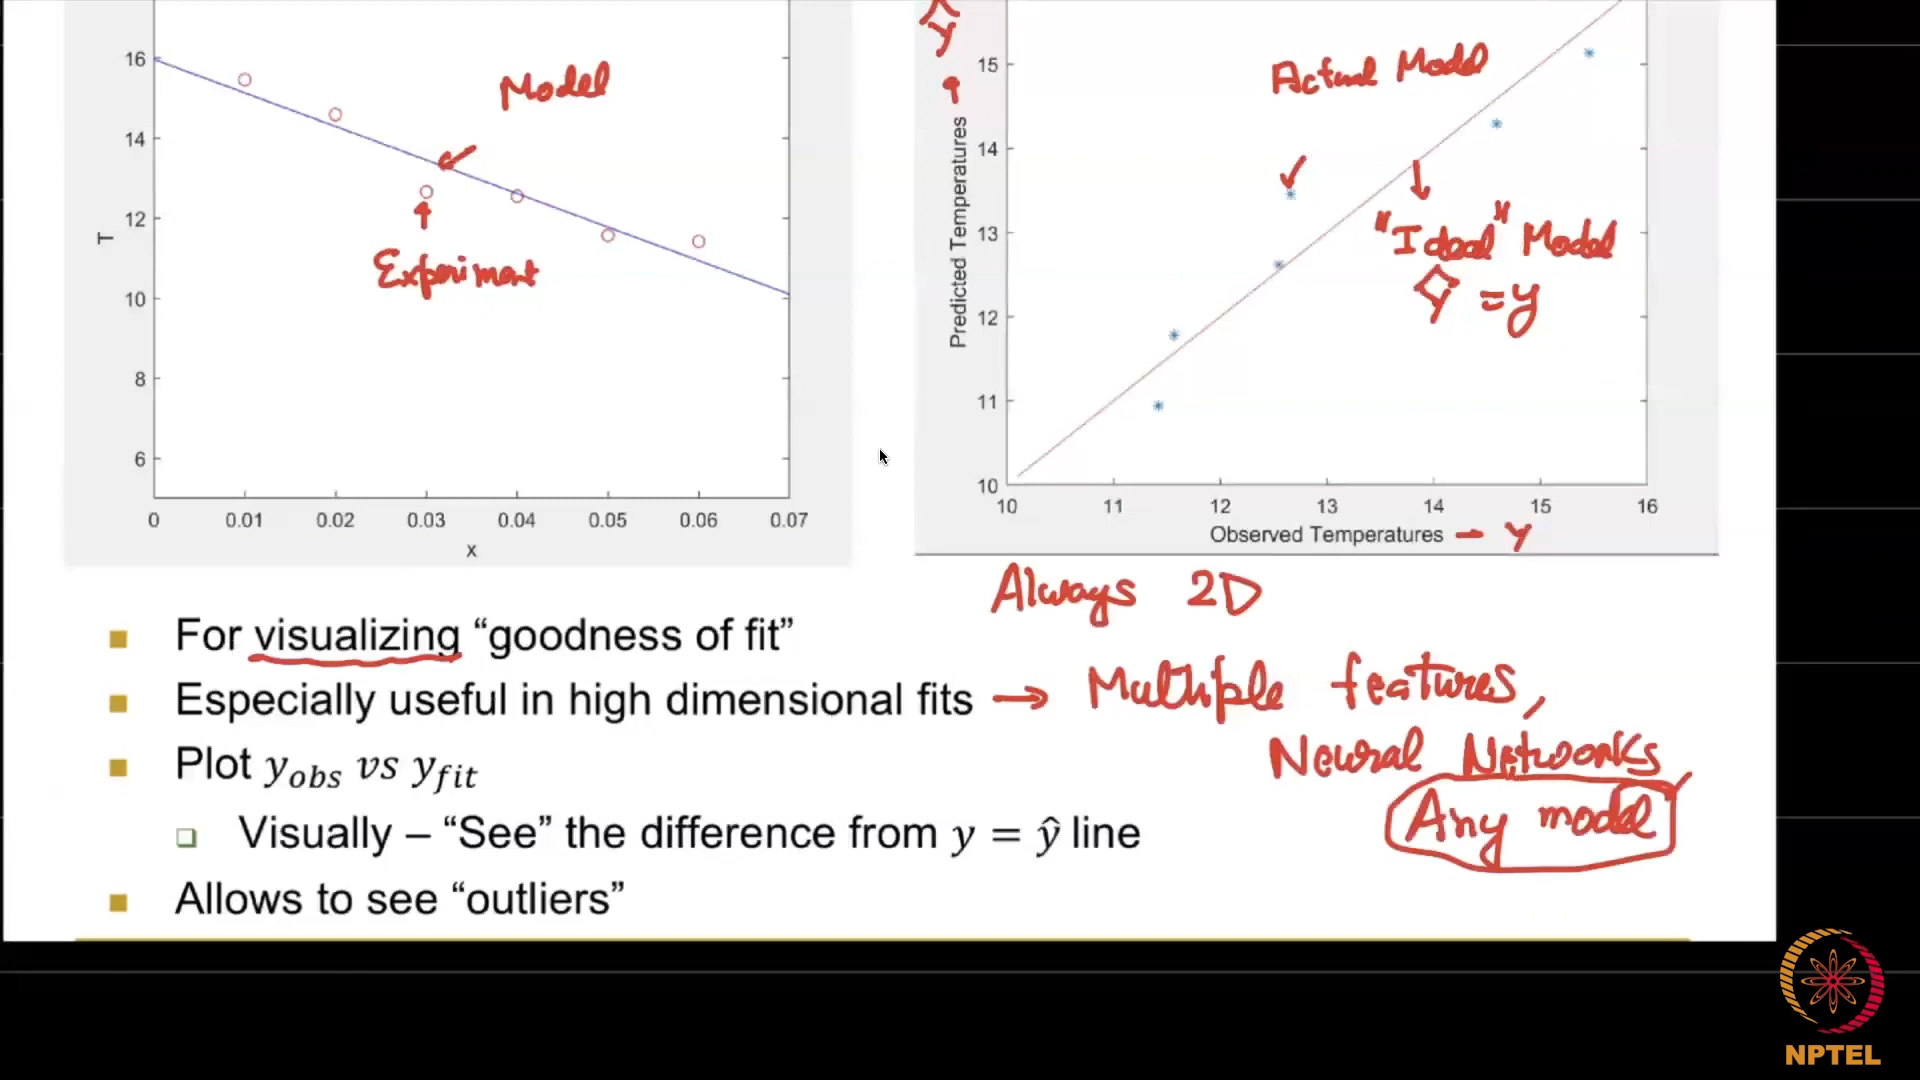 16
14
12
10
8
6
T
0 0.01 0.02 0.03 0.04 0.05 0.06 0.07
x
Model
Experiment
ŷ
15
14
13
12
11
10
Predicted Temperatures
10 11 12 13 14 15 16
Observed Temperatures — y
Actual Model
"Ideal" Model
ŷ = y
Always 2D
For visualizing “goodness of fit”
Especially useful in high dimensional fits → Multiple features,
Neural Networks
Any model
Plot y_obs vs y_fit
Visually – “See” the difference from y = ŷ line
Allows to see “outliers”
NPTEL